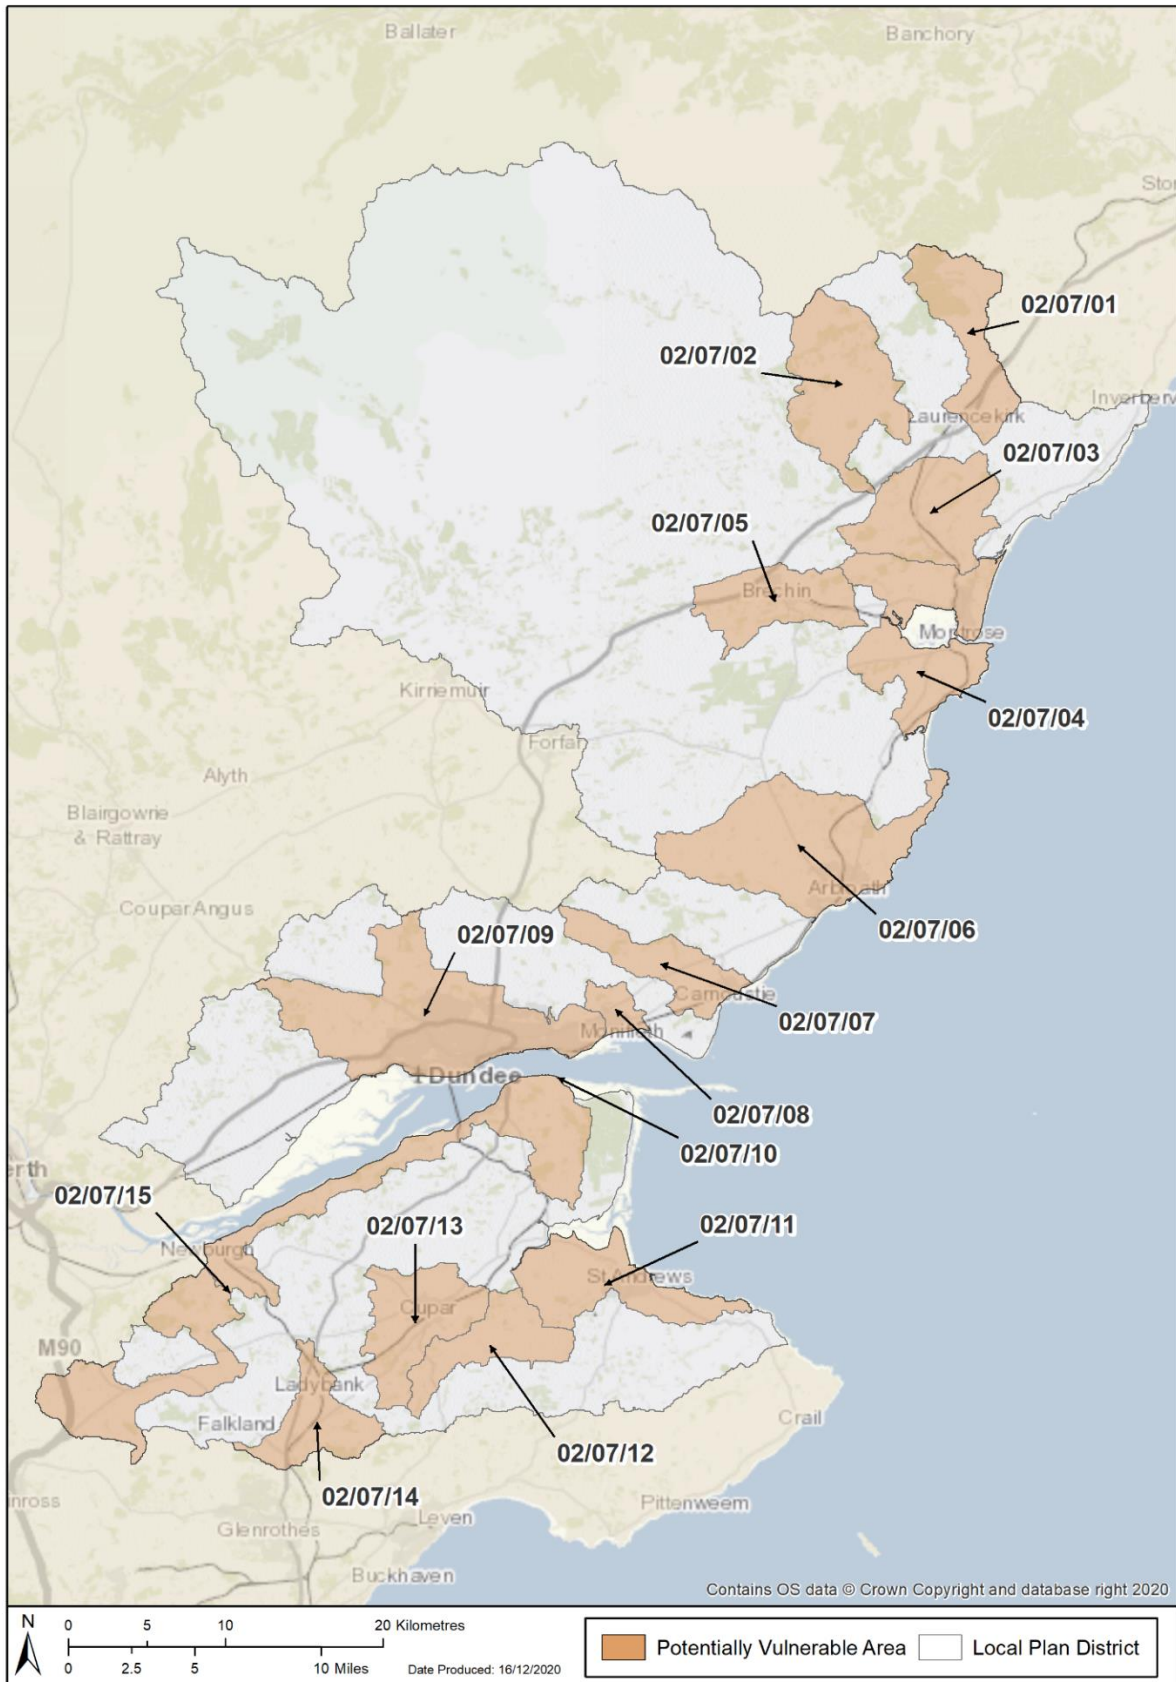 Ballater
Banchory
02/07/01
02/07/02
Laurencekirk
02/07/03
02/07/05
Brechin
Montrose
Kirriemuir
02/07/04
Forfar
Alyth
Blairgowrie
& Rattray
Arbroath
Coupar Angus
02/07/06
02/07/09
Carnoustie
02/07/07
Monifieth
Dundee
02/07/08
02/07/10
02/07/15
02/07/13
02/07/11
Newburgh
St Andrews
Cupar
M90
Ladybank
Falkland
Crail
02/07/12
02/07/14
Pittenweem
Leven
Glenrothes
Buckhaven
Contains OS data © Crown Copyright and database right 2020
N
0 5 10 20 Kilometres
0 2.5 5 10 Miles
Date Produced: 16/12/2020
Potentially Vulnerable Area
Local Plan District